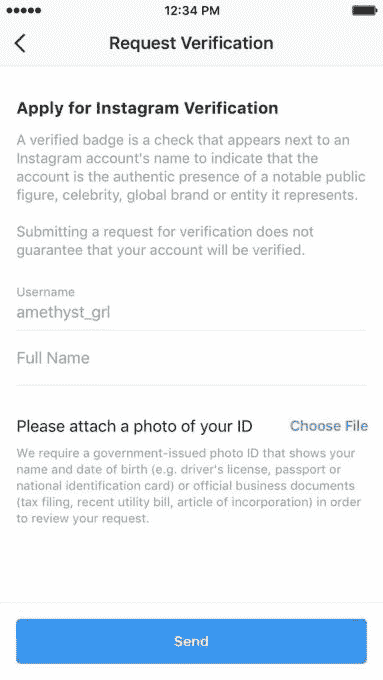 12:34 PM
Request Verification
Apply for Instagram Verification
A verified badge is a check that appears next to an
Instagram account's name to indicate that the
account is the authentic presence of a notable public
figure, celebrity, global brand or entity it represents.
Submitting a request for verification does not
guarantee that your account will be verified.
Username
amethyst_grl
Full Name
Please attach a photo of your ID Choose File
We require a government-issued photo ID that shows your
name and date of birth (e.g. driver's license, passport or
national identification card) or official business documents
(tax filing, recent utility bill, article of incorporation) in order
to review your request.
Send